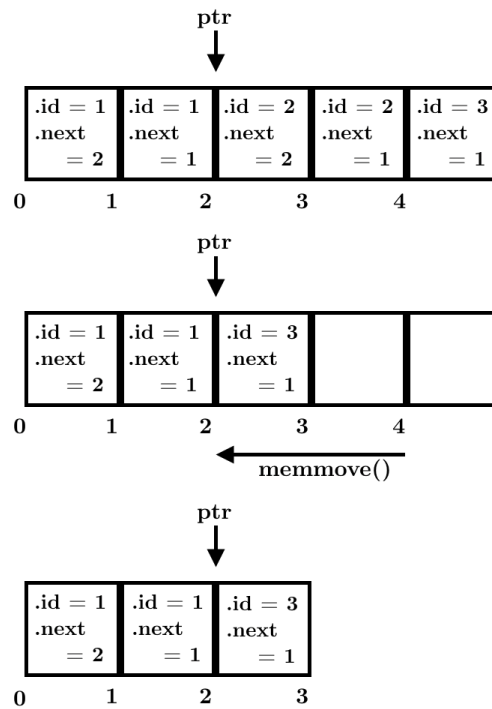 ptr
.id = 1 .id = 1 .id = 2 .id = 2 .id = 3
.next .next .next .next .next
= 2 = 1 = 2 = 1 = 1
0 1 2 3 4
ptr
.id = 1 .id = 1 .id = 3
.next .next .next
= 2 = 1 = 1
0 1 2 3 4
memmove()
ptr
.id = 1 .id = 1 .id = 3
.next .next .next
= 2 = 1 = 1
0 1 2 3